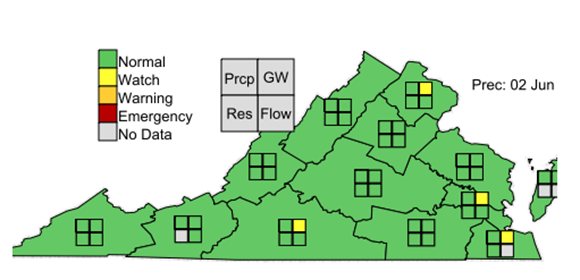 Normal
Watch
Warning
Emergency
No Data
Prcp GW
Res Flow
Prec: 02 Jun